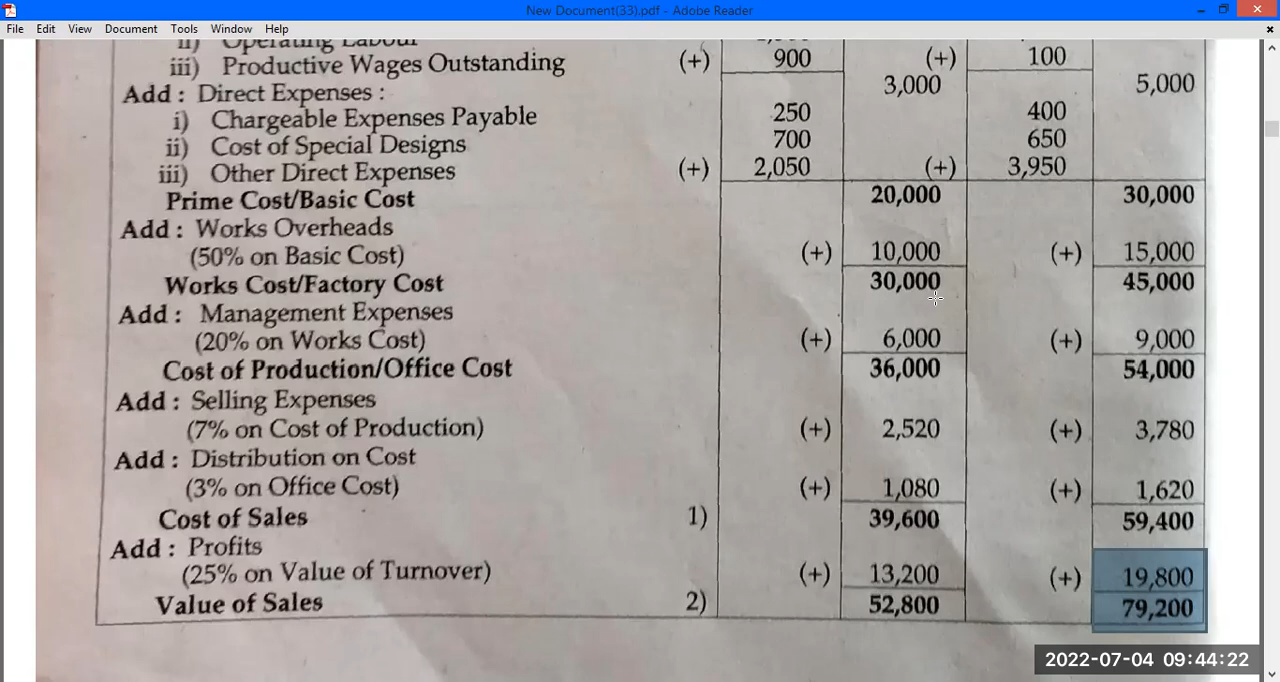 New Document(33).pdf - Adobe Reader
File Edit View Document Tools Window Help
ii) Operating Labour
iii) Productive Wages Outstanding (+) 900 (+) 100
3,000 5,000
Add : Direct Expenses :
i) Chargeable Expenses Payable 250 400
ii) Cost of Special Designs 700 650
iii) Other Direct Expenses (+) 2,050 (+) 3,950
Prime Cost/Basic Cost 20,000 30,000
Add : Works Overheads
(50% on Basic Cost) (+) 10,000 (+) 15,000
Works Cost/Factory Cost 30,000 45,000
Add : Management Expenses
(20% on Works Cost) (+) 6,000 (+) 9,000
Cost of Production/Office Cost 36,000 54,000
Add : Selling Expenses
(7% on Cost of Production) (+) 2,520 (+) 3,780
Add : Distribution on Cost
(3% on Office Cost) (+) 1,080 (+) 1,620
Cost of Sales 1) 39,600 59,400
Add : Profits
(25% on Value of Turnover) (+) 13,200 (+) 19,800
Value of Sales 2) 52,800 79,200
2022-07-04 09:44:22